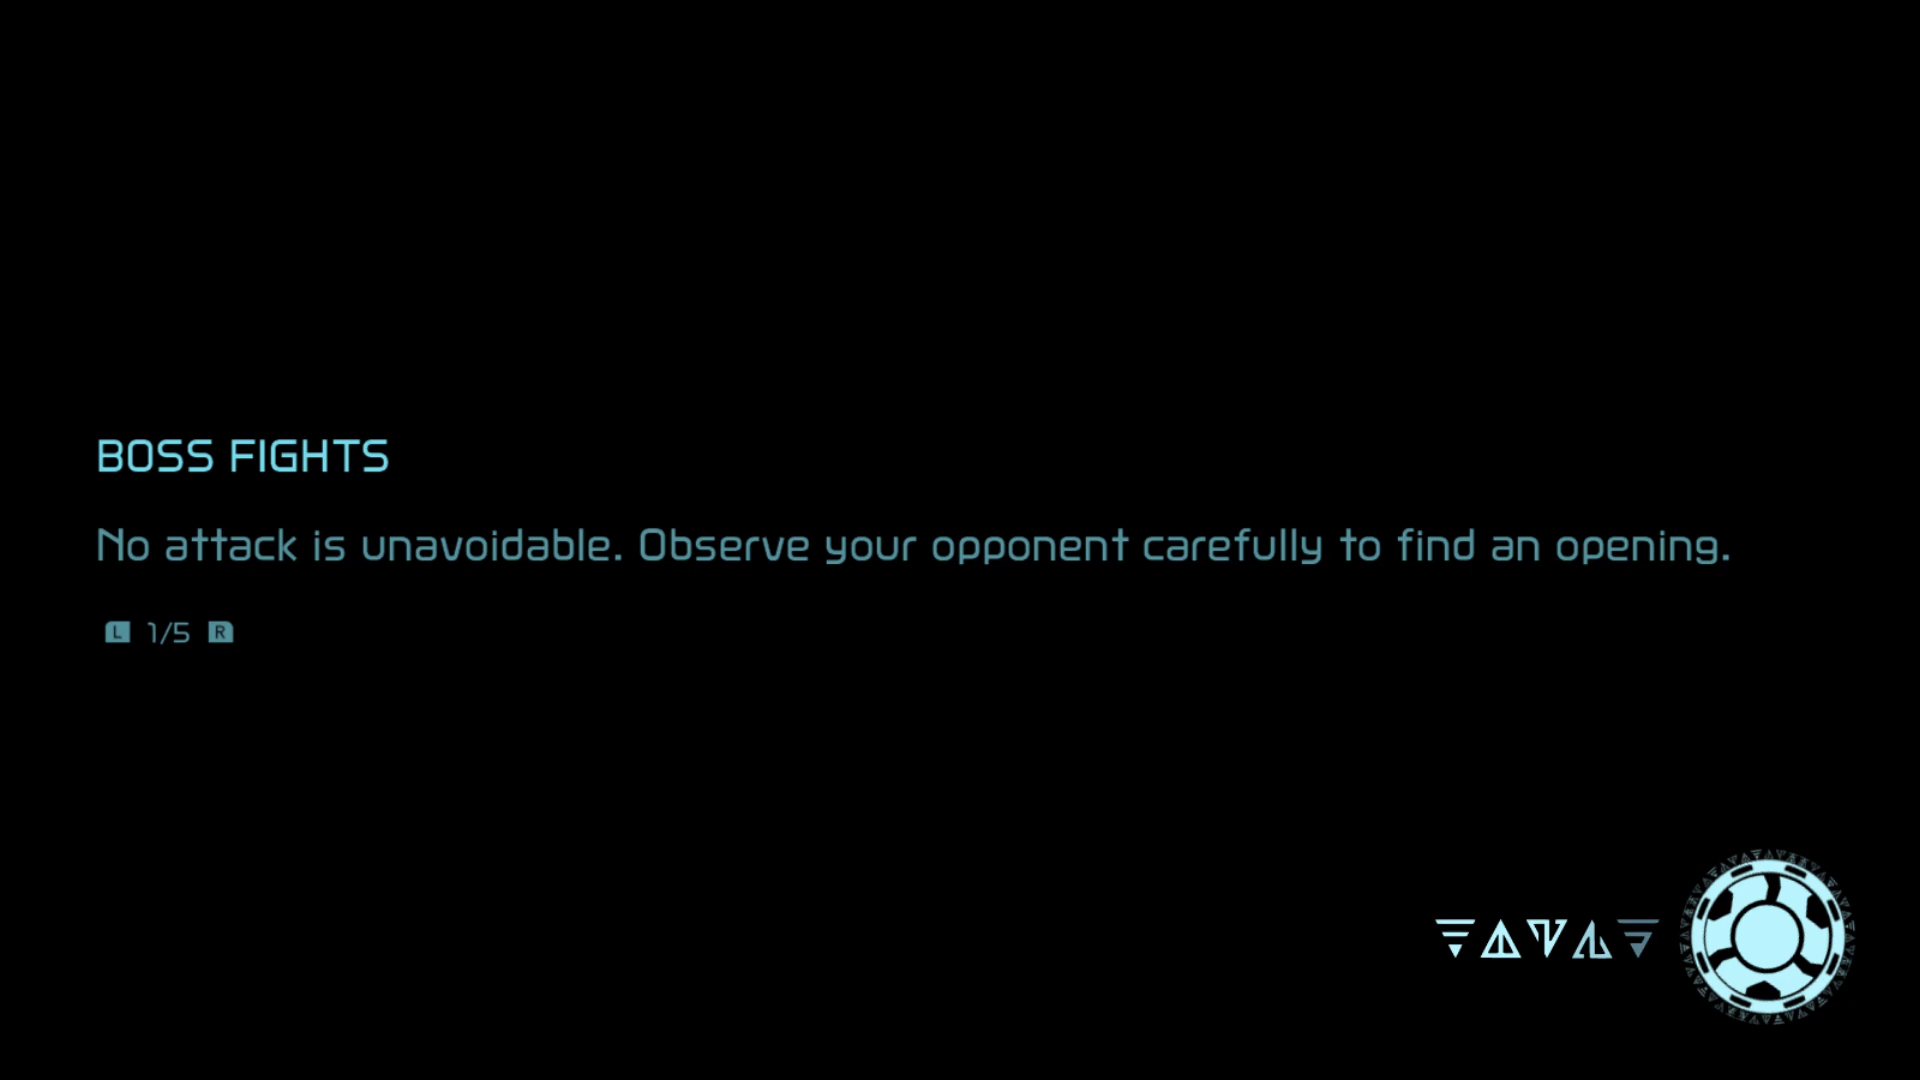 BOSS FIGHTS
No attack is unavoidable. Observe your opponent carefully to find an opening.
L 1/5 R